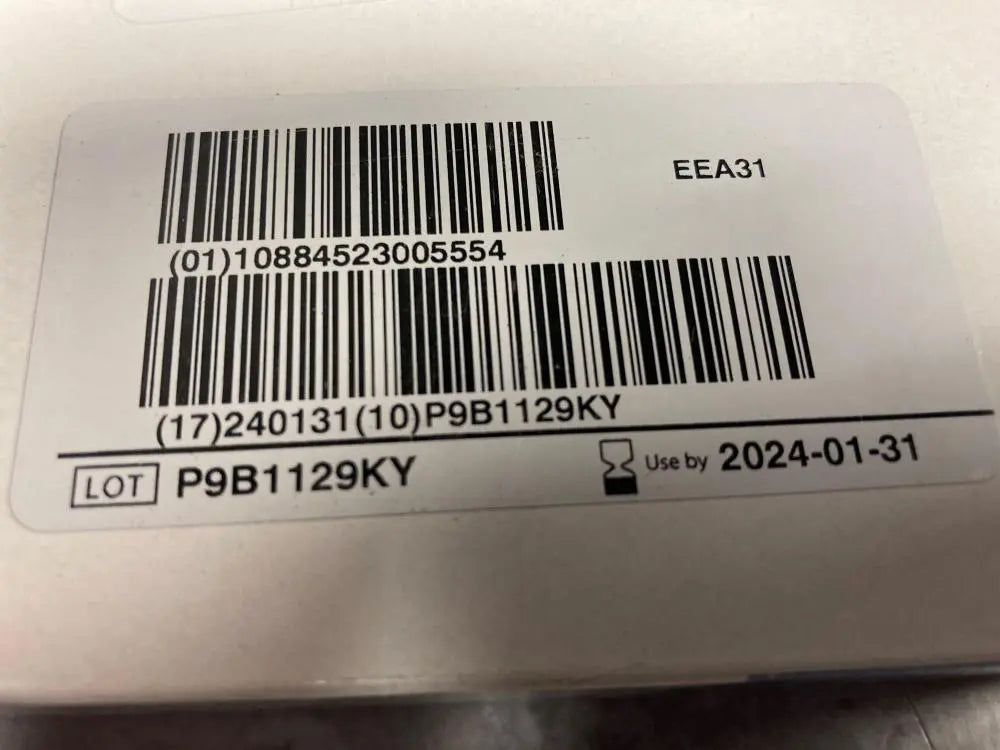 EEA31
(01)10884523005554
(17)240131(10)P9B1129KY
LOT P9B1129KY
Use by 2024-01-31